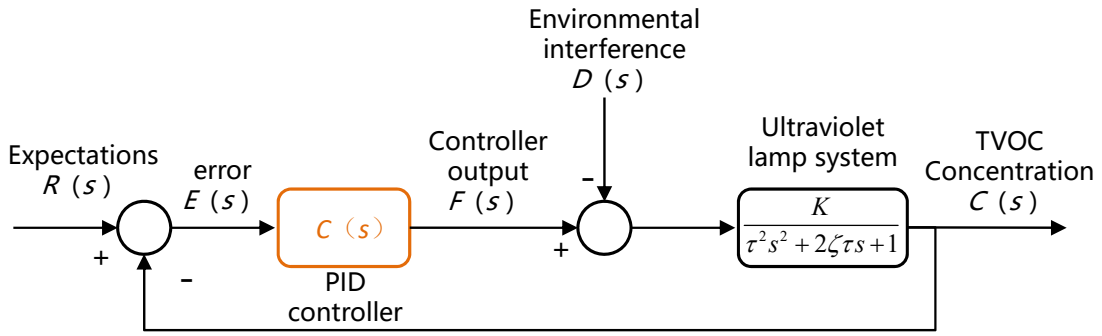 Expectations
R (s)
+
-
error
E (s)
C (s)
PID
controller
Controller
output
F (s)
Environmental
interference
D (s)
-
+
Ultraviolet
lamp system
K
τ²s² + 2ζτs + 1
TVOC
Concentration
C (s)